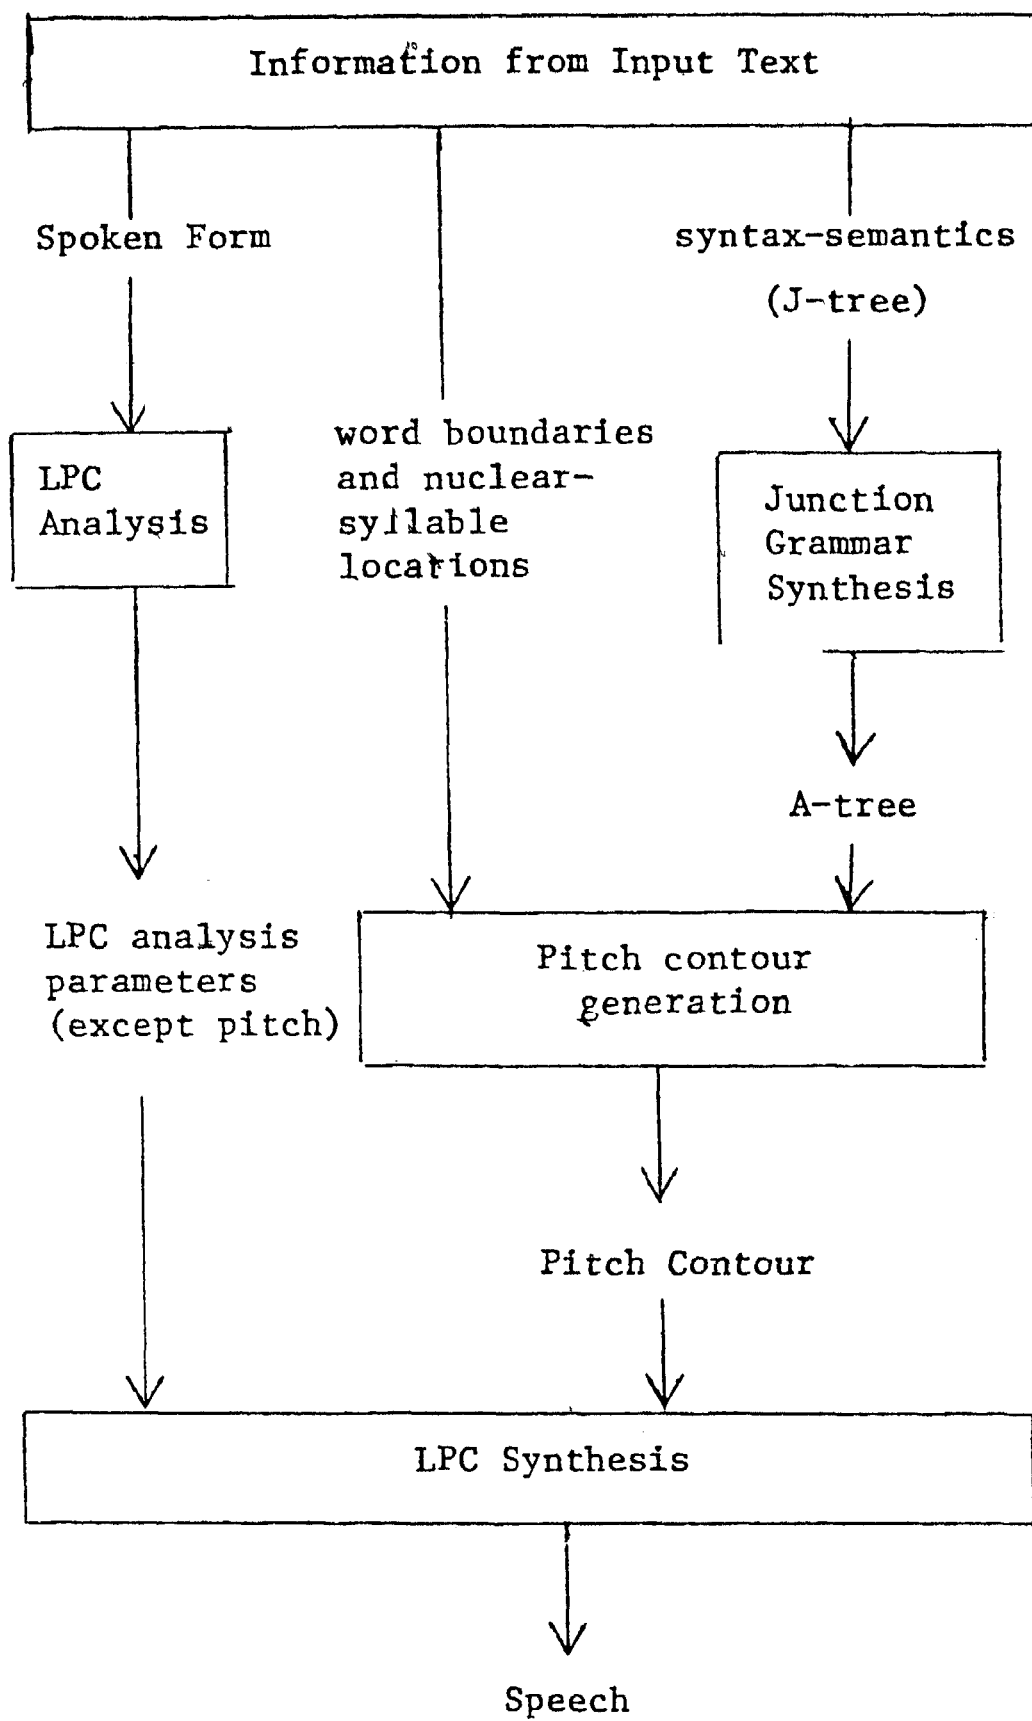 Information from Input Text
Spoken Form
syntax-semantics
(J-tree)
word boundaries
and nuclear-
syllable
locations
LPC
Analysis
Junction
Grammar
Synthesis
A-tree
LPC analysis
parameters
(except pitch)
Pitch contour
generation
Pitch Contour
LPC Synthesis
Speech